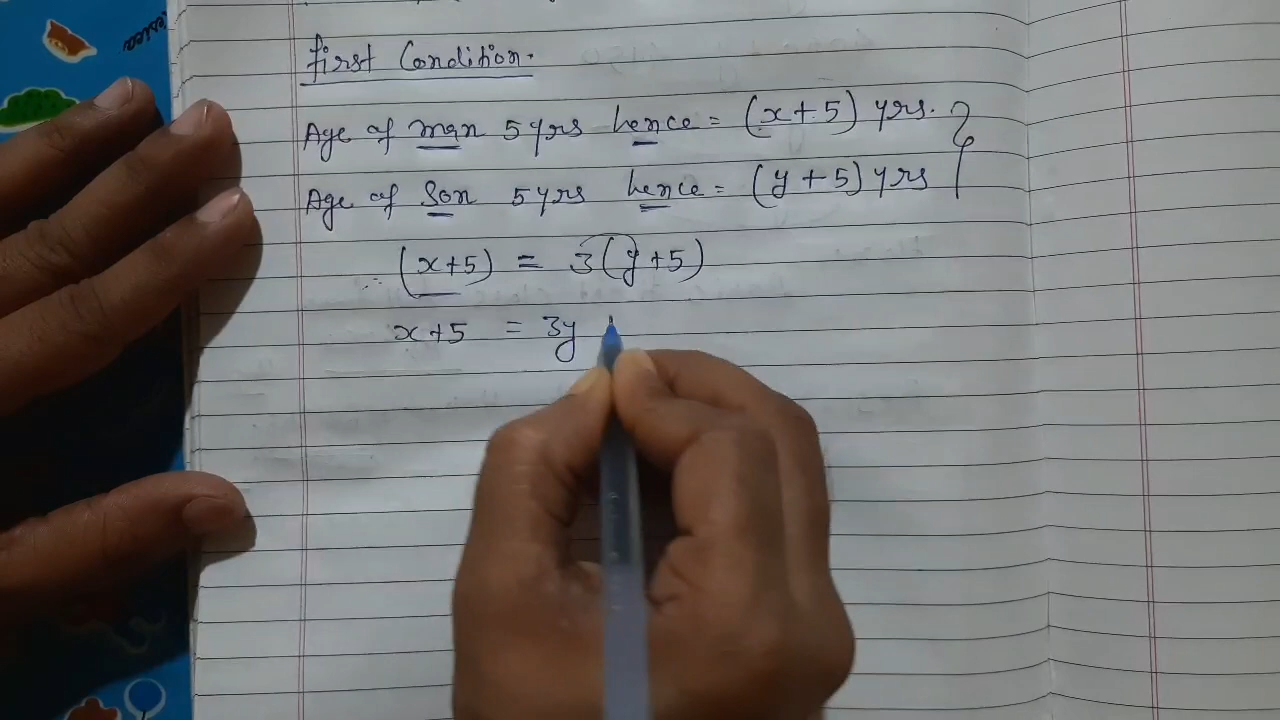 First Condition.
Age of man 5 yrs hence = (x+5) yrs.
Age of Son 5 yrs hence = (y+5) yrs
∴ (x+5) = 3(y+5)
x+5 = 3y